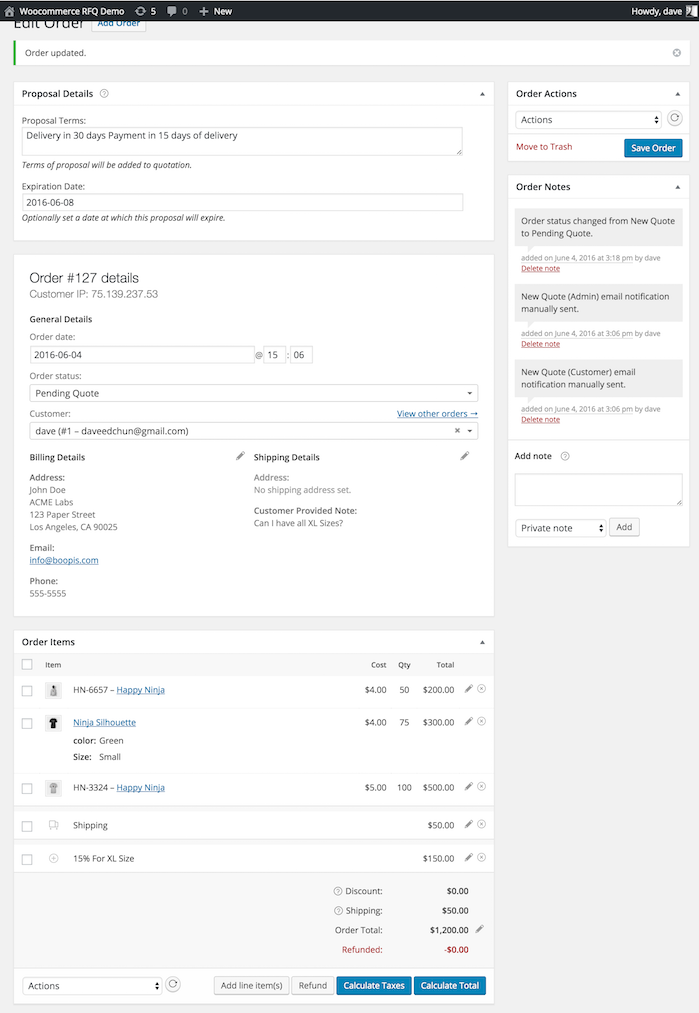 Woocommerce RFQ Demo 5 0 New Howdy, dave
Edit Order Add Order
Order updated.
Proposal Details
Proposal Terms:
Delivery in 30 days Payment in 15 days of delivery
Terms of proposal will be added to quotation.
Expiration Date:
2016-06-08
Optionally set a date at which this proposal will expire.
Order #127 details
Customer IP: 75.139.237.53
General Details
Order date:
2016-06-04 @ 15 : 06
Order status:
Pending Quote
Customer: View other orders →
dave (#1 – daveedchun@gmail.com) ×
Billing Details
Address:
John Doe
ACME Labs
123 Paper Street
Los Angeles, CA 90025
Email:
info@boopis.com
Phone:
555-5555
Shipping Details
Address:
No shipping address set.
Customer Provided Note:
Can I have all XL Sizes?
Order Items
Item Cost Qty Total
HN-6657 – Happy Ninja $4.00 50 $200.00
Ninja Silhouette $4.00 75 $300.00
color: Green
Size: Small
HN-3324 – Happy Ninja $5.00 100 $500.00
Shipping $50.00
15% For XL Size $150.00
Discount: $0.00
Shipping: $50.00
Order Total: $1,200.00
Refunded: -$0.00
Actions Add line item(s) Refund Calculate Taxes Calculate Total
Order Actions
Actions
Move to Trash Save Order
Order Notes
Order status changed from New Quote
to Pending Quote.
added on June 4, 2016 at 3:18 pm by dave
Delete note
New Quote (Admin) email notification
manually sent.
added on June 4, 2016 at 3:06 pm by dave
Delete note
New Quote (Customer) email
notification manually sent.
added on June 4, 2016 at 3:06 pm by dave
Delete note
Add note
Private note Add